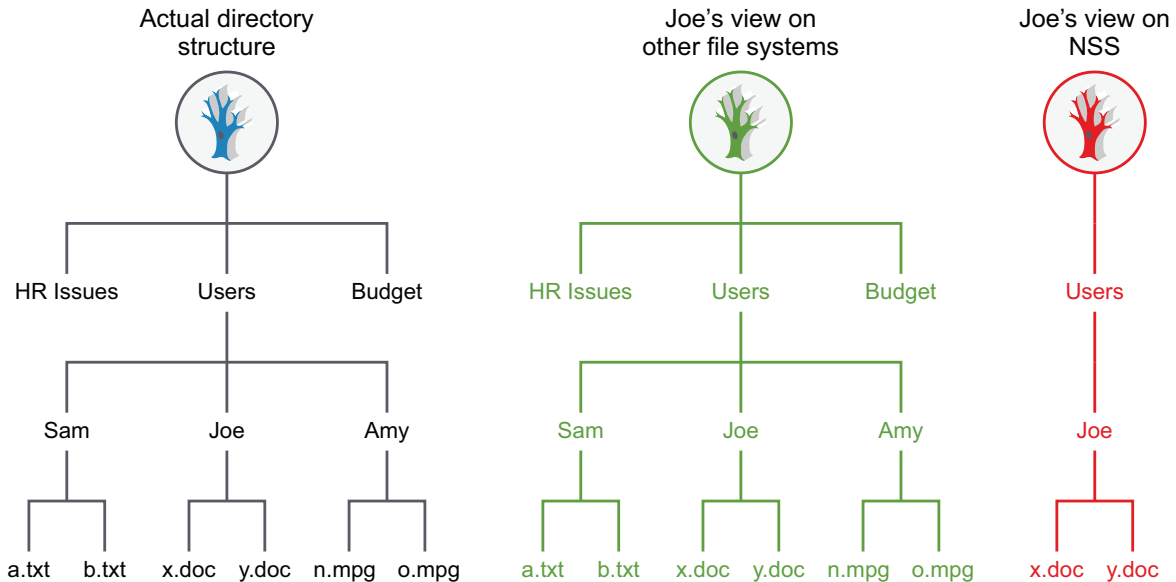 Actual directory
structure
Joe's view on
other file systems
Joe's view on
NSS
HR Issues Users Budget
HR Issues Users Budget
Users
Sam Joe Amy
Sam Joe Amy
Joe
a.txt b.txt x.doc y.doc n.mpg o.mpg
a.txt b.txt x.doc y.doc n.mpg o.mpg
x.doc y.doc